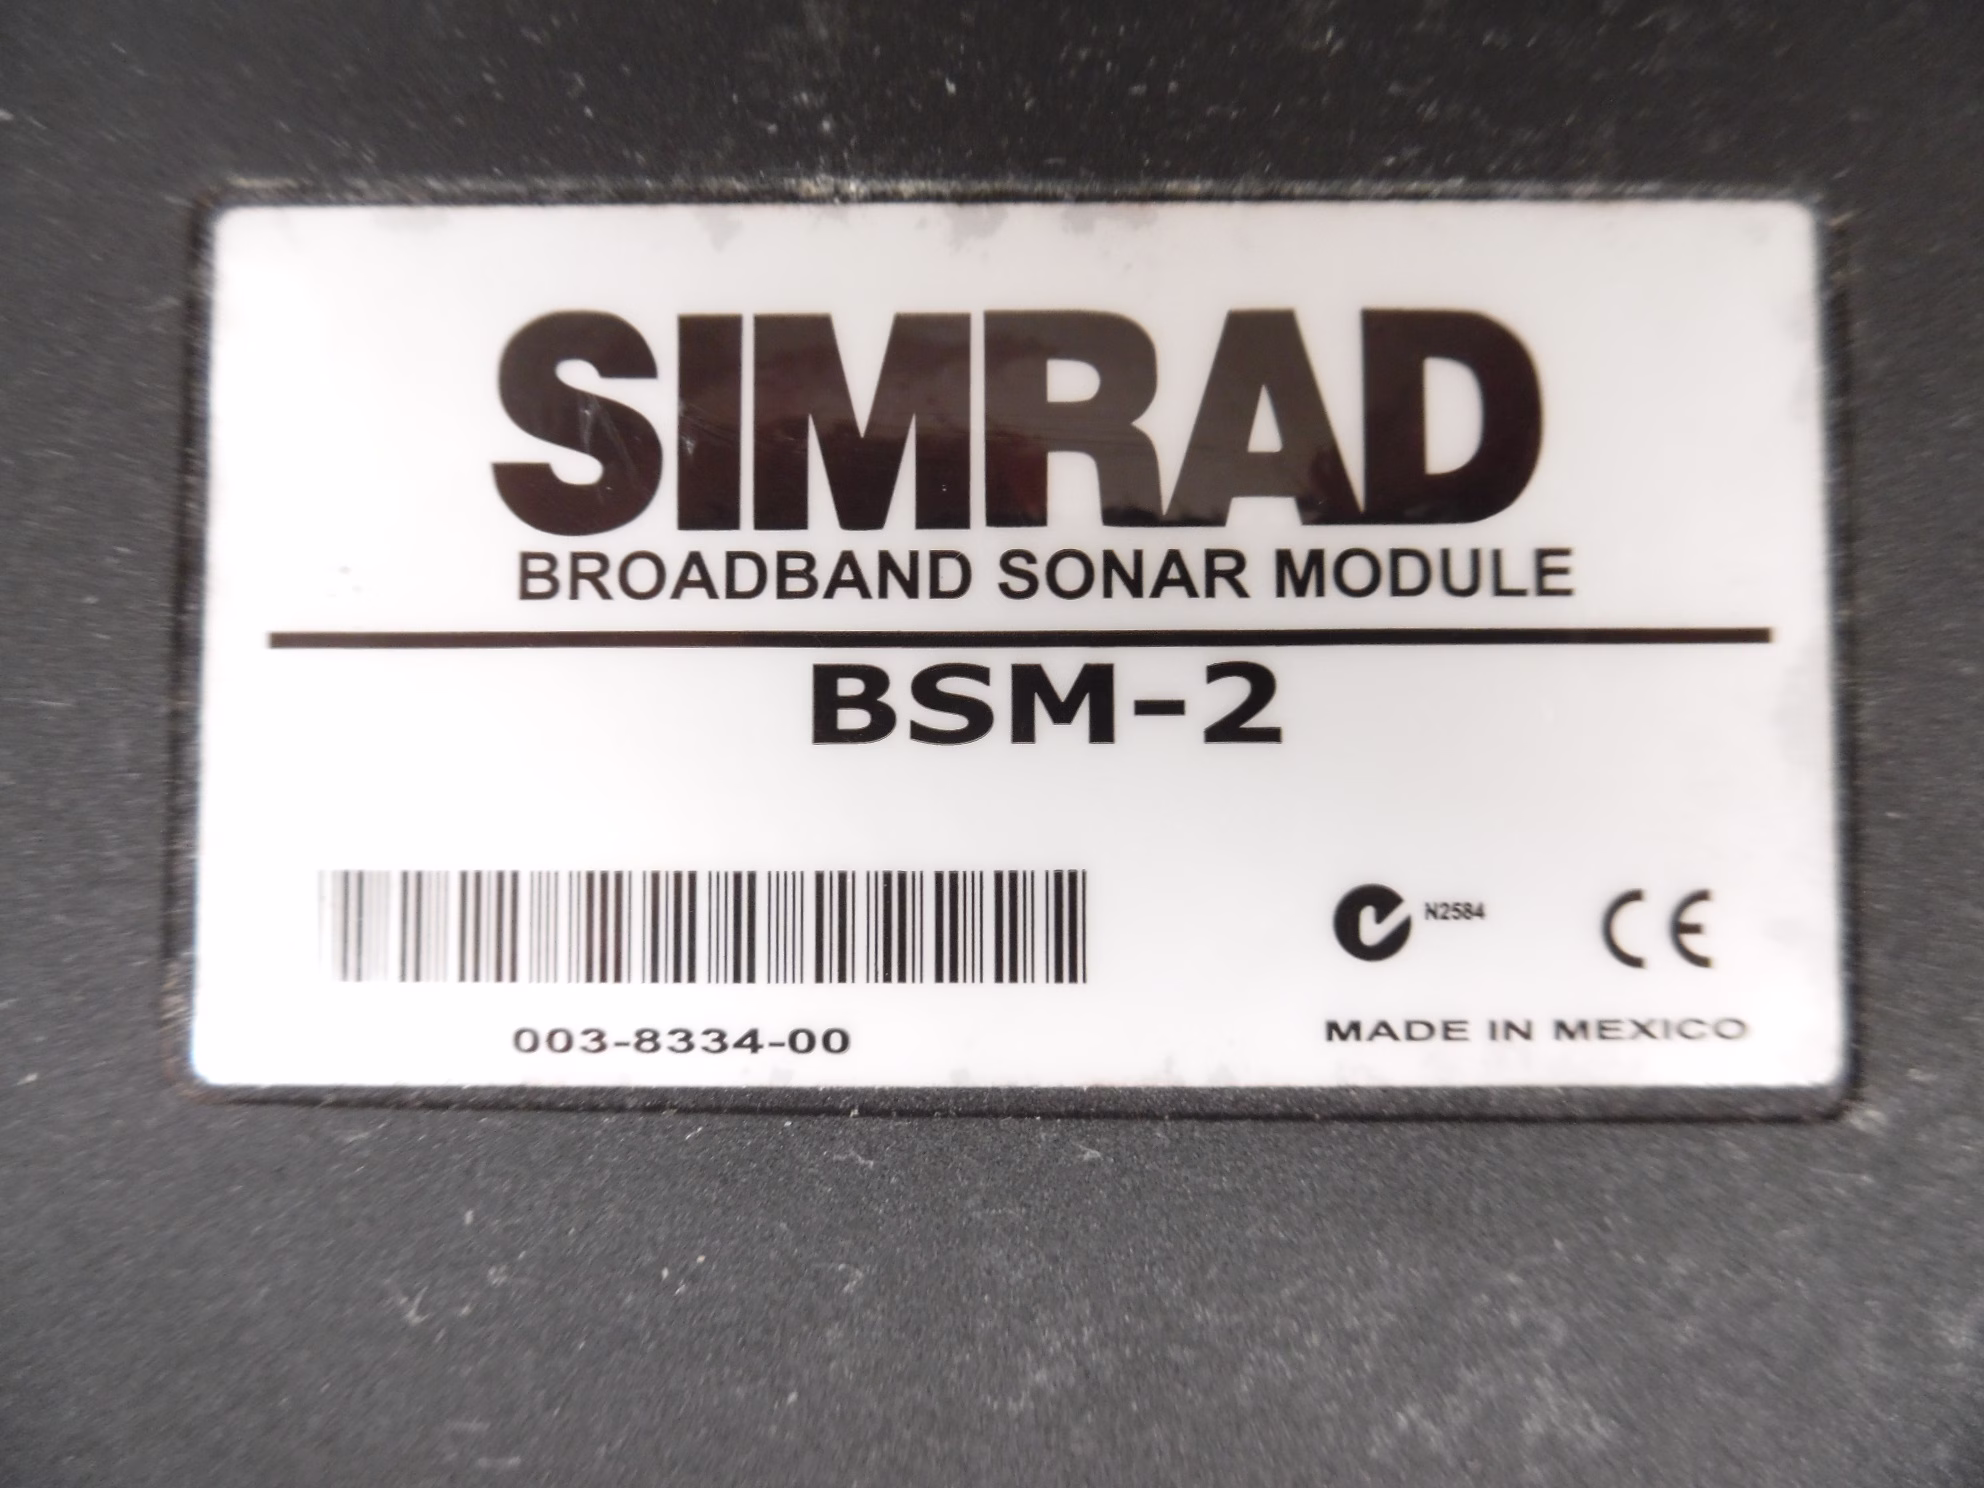 SIMRAD
BROADBAND SONAR MODULE
BSM-2
N2584
CE
003-8334-00
MADE IN MEXICO